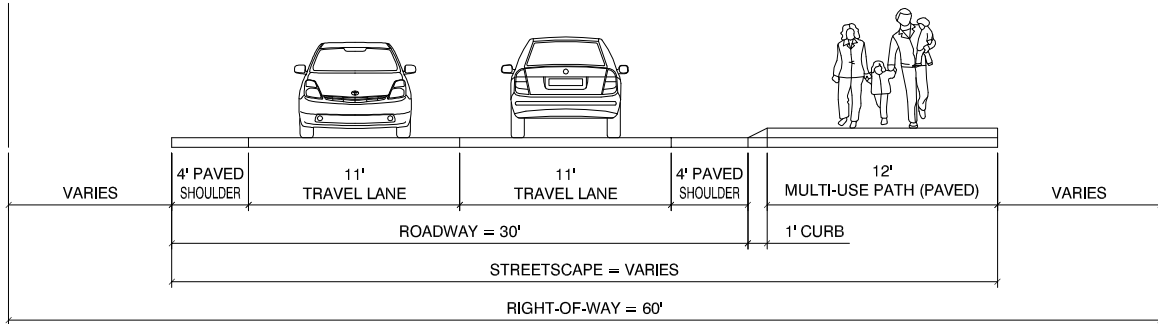 VARIES
4' PAVED
SHOULDER
11'
TRAVEL LANE
11'
TRAVEL LANE
4' PAVED
SHOULDER
12'
MULTI-USE PATH (PAVED)
VARIES
ROADWAY = 30'
1' CURB
STREETSCAPE = VARIES
RIGHT-OF-WAY = 60'